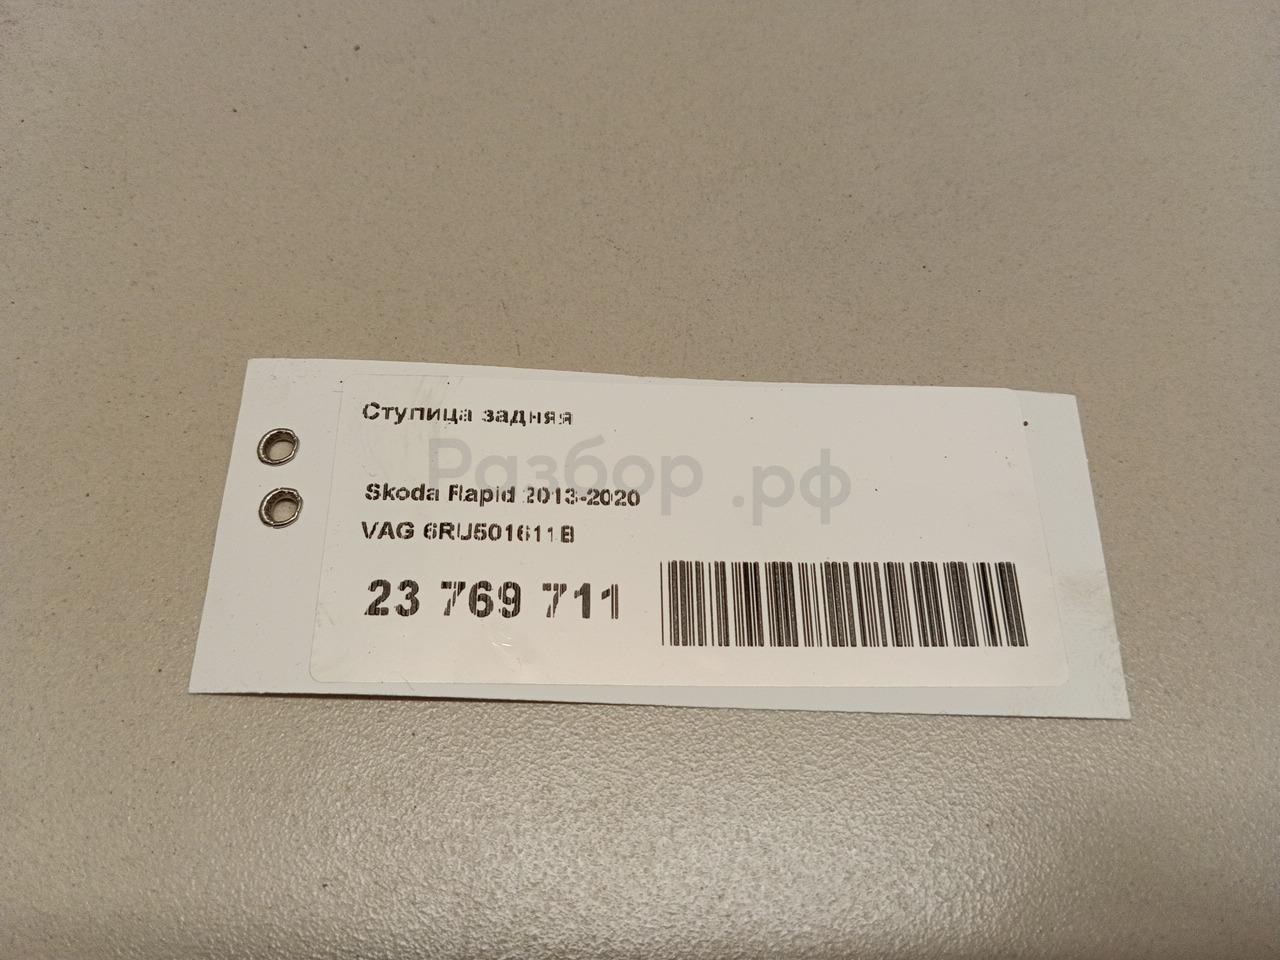 Ступица задняя
Разбор.рф
Skoda Rapid 2013-2020
VAG 6RU501611B
23 769 711